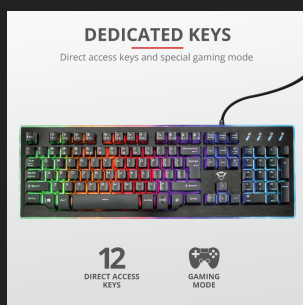 DEDICATED KEYS
Direct access keys and special gaming mode
12
DIRECT ACCESS
KEYS
GAMING
MODE